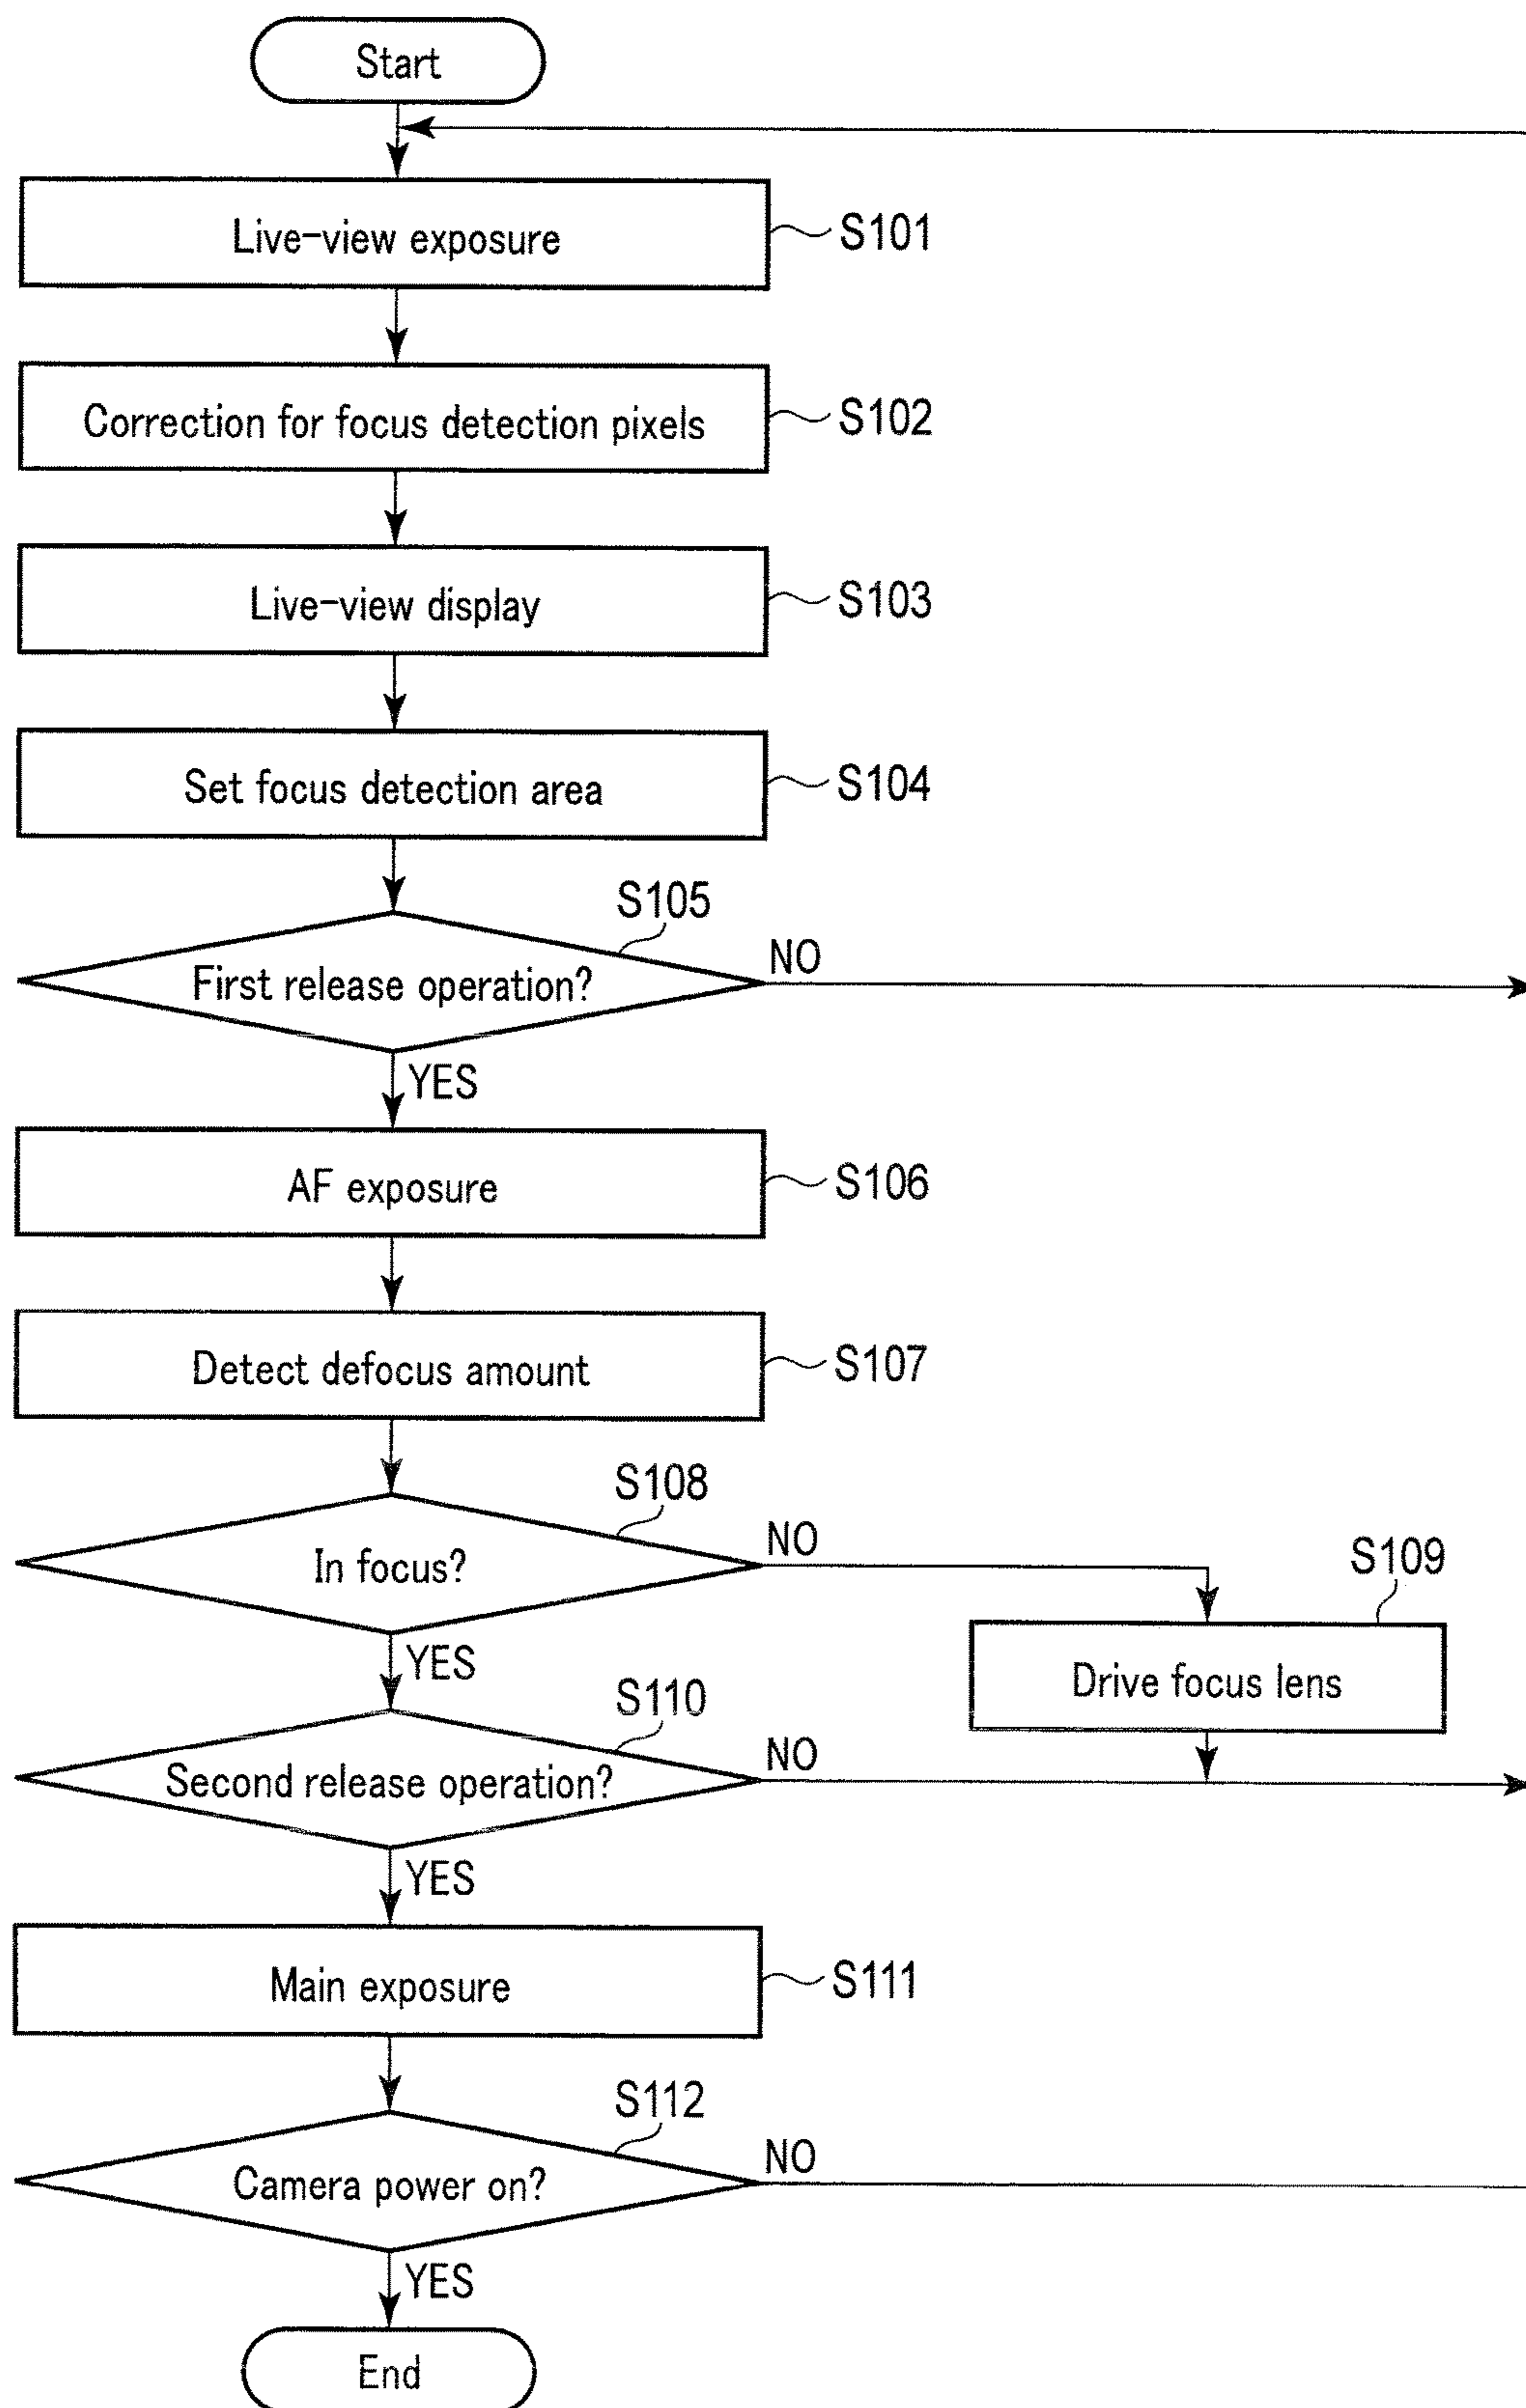 Start
Live-view exposure
S101
Correction for focus detection pixels
S102
Live-view display
S103
Set focus detection area
S104
S105
First release operation?
NO
YES
AF exposure
S106
Detect defocus amount
S107
S108
In focus?
NO
S109
Drive focus lens
YES
S110
Second release operation?
NO
YES
Main exposure
S111
S112
Camera power on?
NO
YES
End